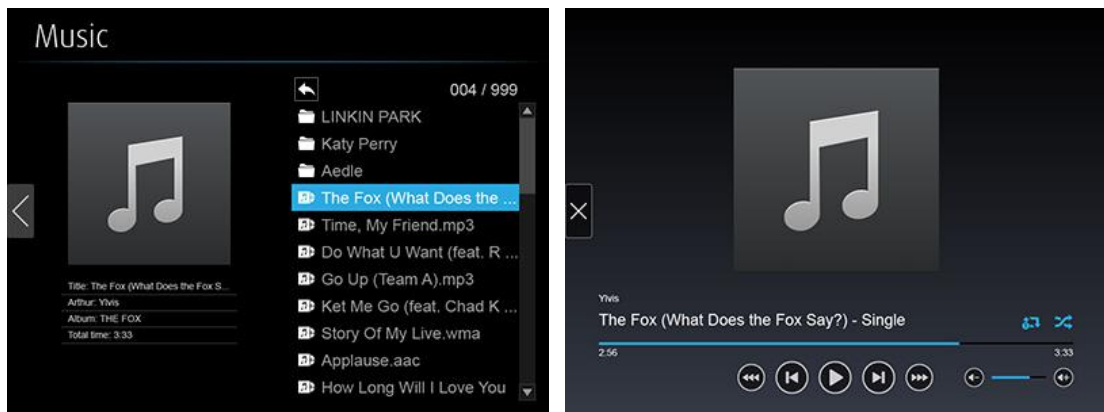 Music
004 / 999
LINKIN PARK
Katy Perry
Aedle
The Fox (What Does the ...
Time, My Friend.mp3
Do What U Want (feat. R ...
Go Up (Team A).mp3
Ket Me Go (feat. Chad K ...
Story Of My Live.wma
Applause.aac
How Long Will I Love You
Title: The Fox (What Does the Fox S...
Arthur: Ylvis
Album: THE FOX
Total time: 3:33
Ylvis
The Fox (What Does the Fox Say?) - Single
2:56
3:33